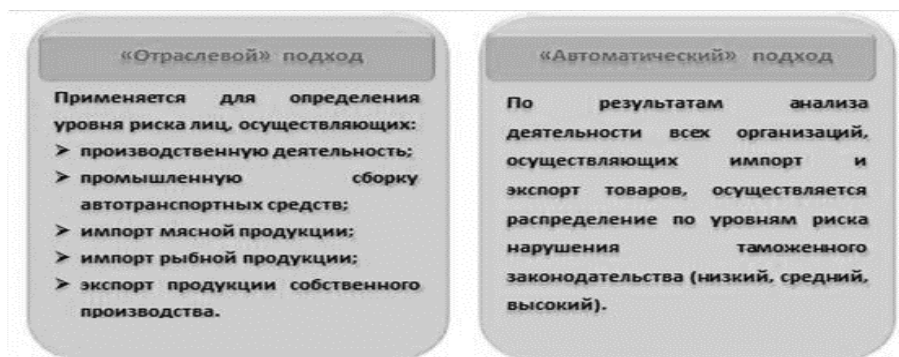 «Отраслевой» подход
Применяется для определения
уровня риска лиц, осуществляющих:
➤ производственную деятельность;
➤ промышленную сборку
автотранспортных средств;
➤ импорт мясной продукции;
➤ импорт рыбной продукции;
➤ экспорт продукции собственного
производства.
«Автоматический» подход
По результатам анализа
деятельности всех организаций,
осуществляющих импорт и
экспорт товаров, осуществляется
распределение по уровням риска
нарушения таможенного
законодательства (низкий, средний,
высокий).